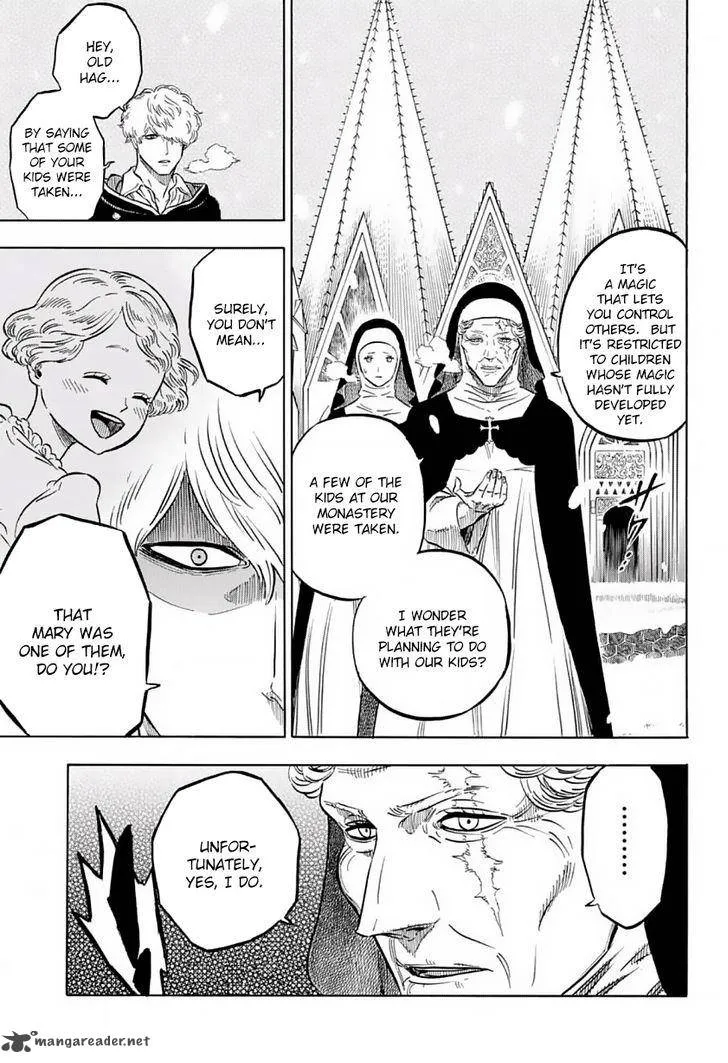 IT'S
A MAGIC
THAT LETS
YOU CONTROL
OTHERS. BUT
IT'S RESTRICTED
TO CHILDREN
WHOSE MAGIC
HASN'T FULLY
DEVELOPED
YET.
A FEW OF THE
KIDS AT OUR
MONASTERY
WERE TAKEN.
I WONDER
WHAT THEY'RE
PLANNING TO
DO WITH OUR
KIDS?
HEY,
OLD
HAG...
BY SAYING
THAT SOME
OF YOUR
KIDS WERE
TAKEN...
SURELY,
YOU DON'T
MEAN...
THAT
MARY WAS
ONE OF THEM,
DO YOU!?
........
UNFOR-
TUNATELY,
YES, I DO.
mangareader.net